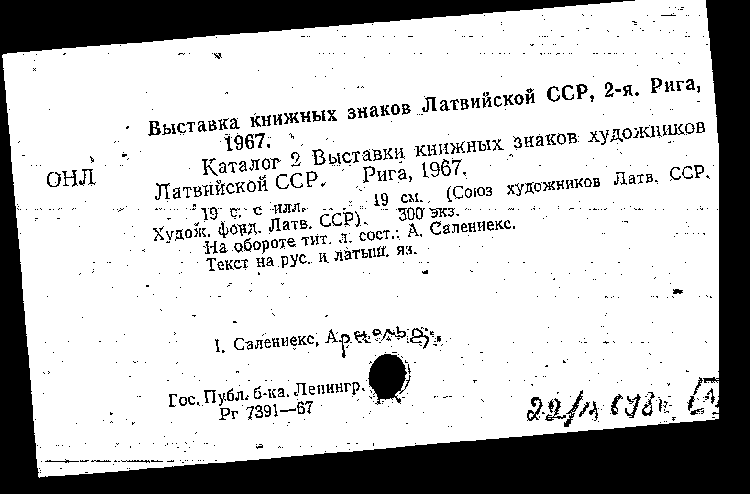 Выставка книжных знаков Латвийской ССР, 2-я. Рига,
1967.
ОНЛ
Каталог 2 Выставки книжных знаков художников
Латвийской ССР. Рига, 1967.
19 с. с илл. 19 см. (Союз художников Латв. ССР.
Худож. фонд. Латв. ССР). 300 экз.
На обороте тит. л. сост.: А. Салениекс.
Текст на рус. и латыш. яз.
I. Салениекс, Арнольд.
Гос. Публ. б-ка. Ленингр.
Рг 7391—67
22/